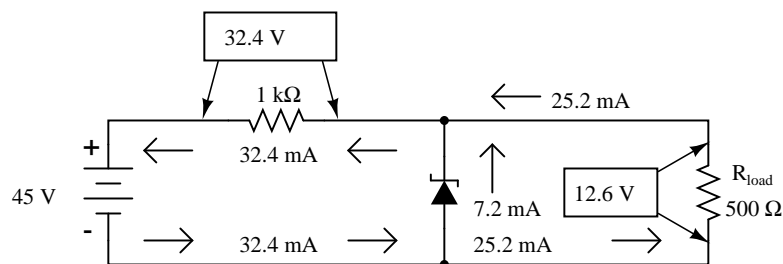 32.4 V
1 kΩ
25.2 mA
+
32.4 mA
45 V
7.2 mA
12.6 V
R load
500 Ω
-
32.4 mA
25.2 mA